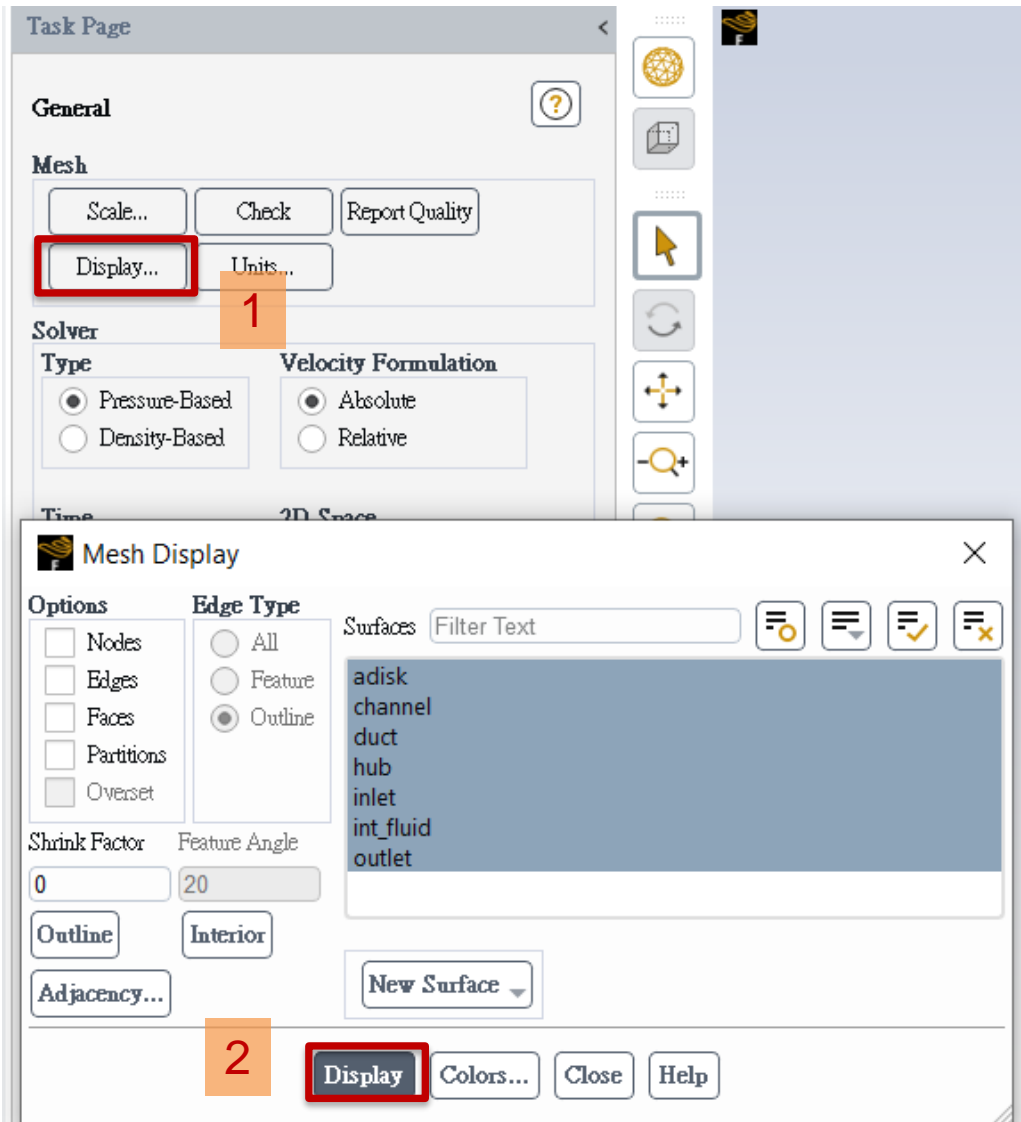 Task Page
F
General
?
Mesh
Scale... Check Report Quality
Display... Units...
1
Solver
Type Velocity Formulation
Pressure-Based Absolute
Density-Based Relative
Time 2D Space
F Mesh Display
Options Edge Type Surfaces Filter Text
Nodes All
Edges Feature
Faces Outline
Partitions
Overset
adisk
channel
duct
hub
inlet
int_fluid
outlet
Shrink Factor Feature Angle
0 20
Outline Interior
Adjacency... New Surface
2
Display Colors... Close Help